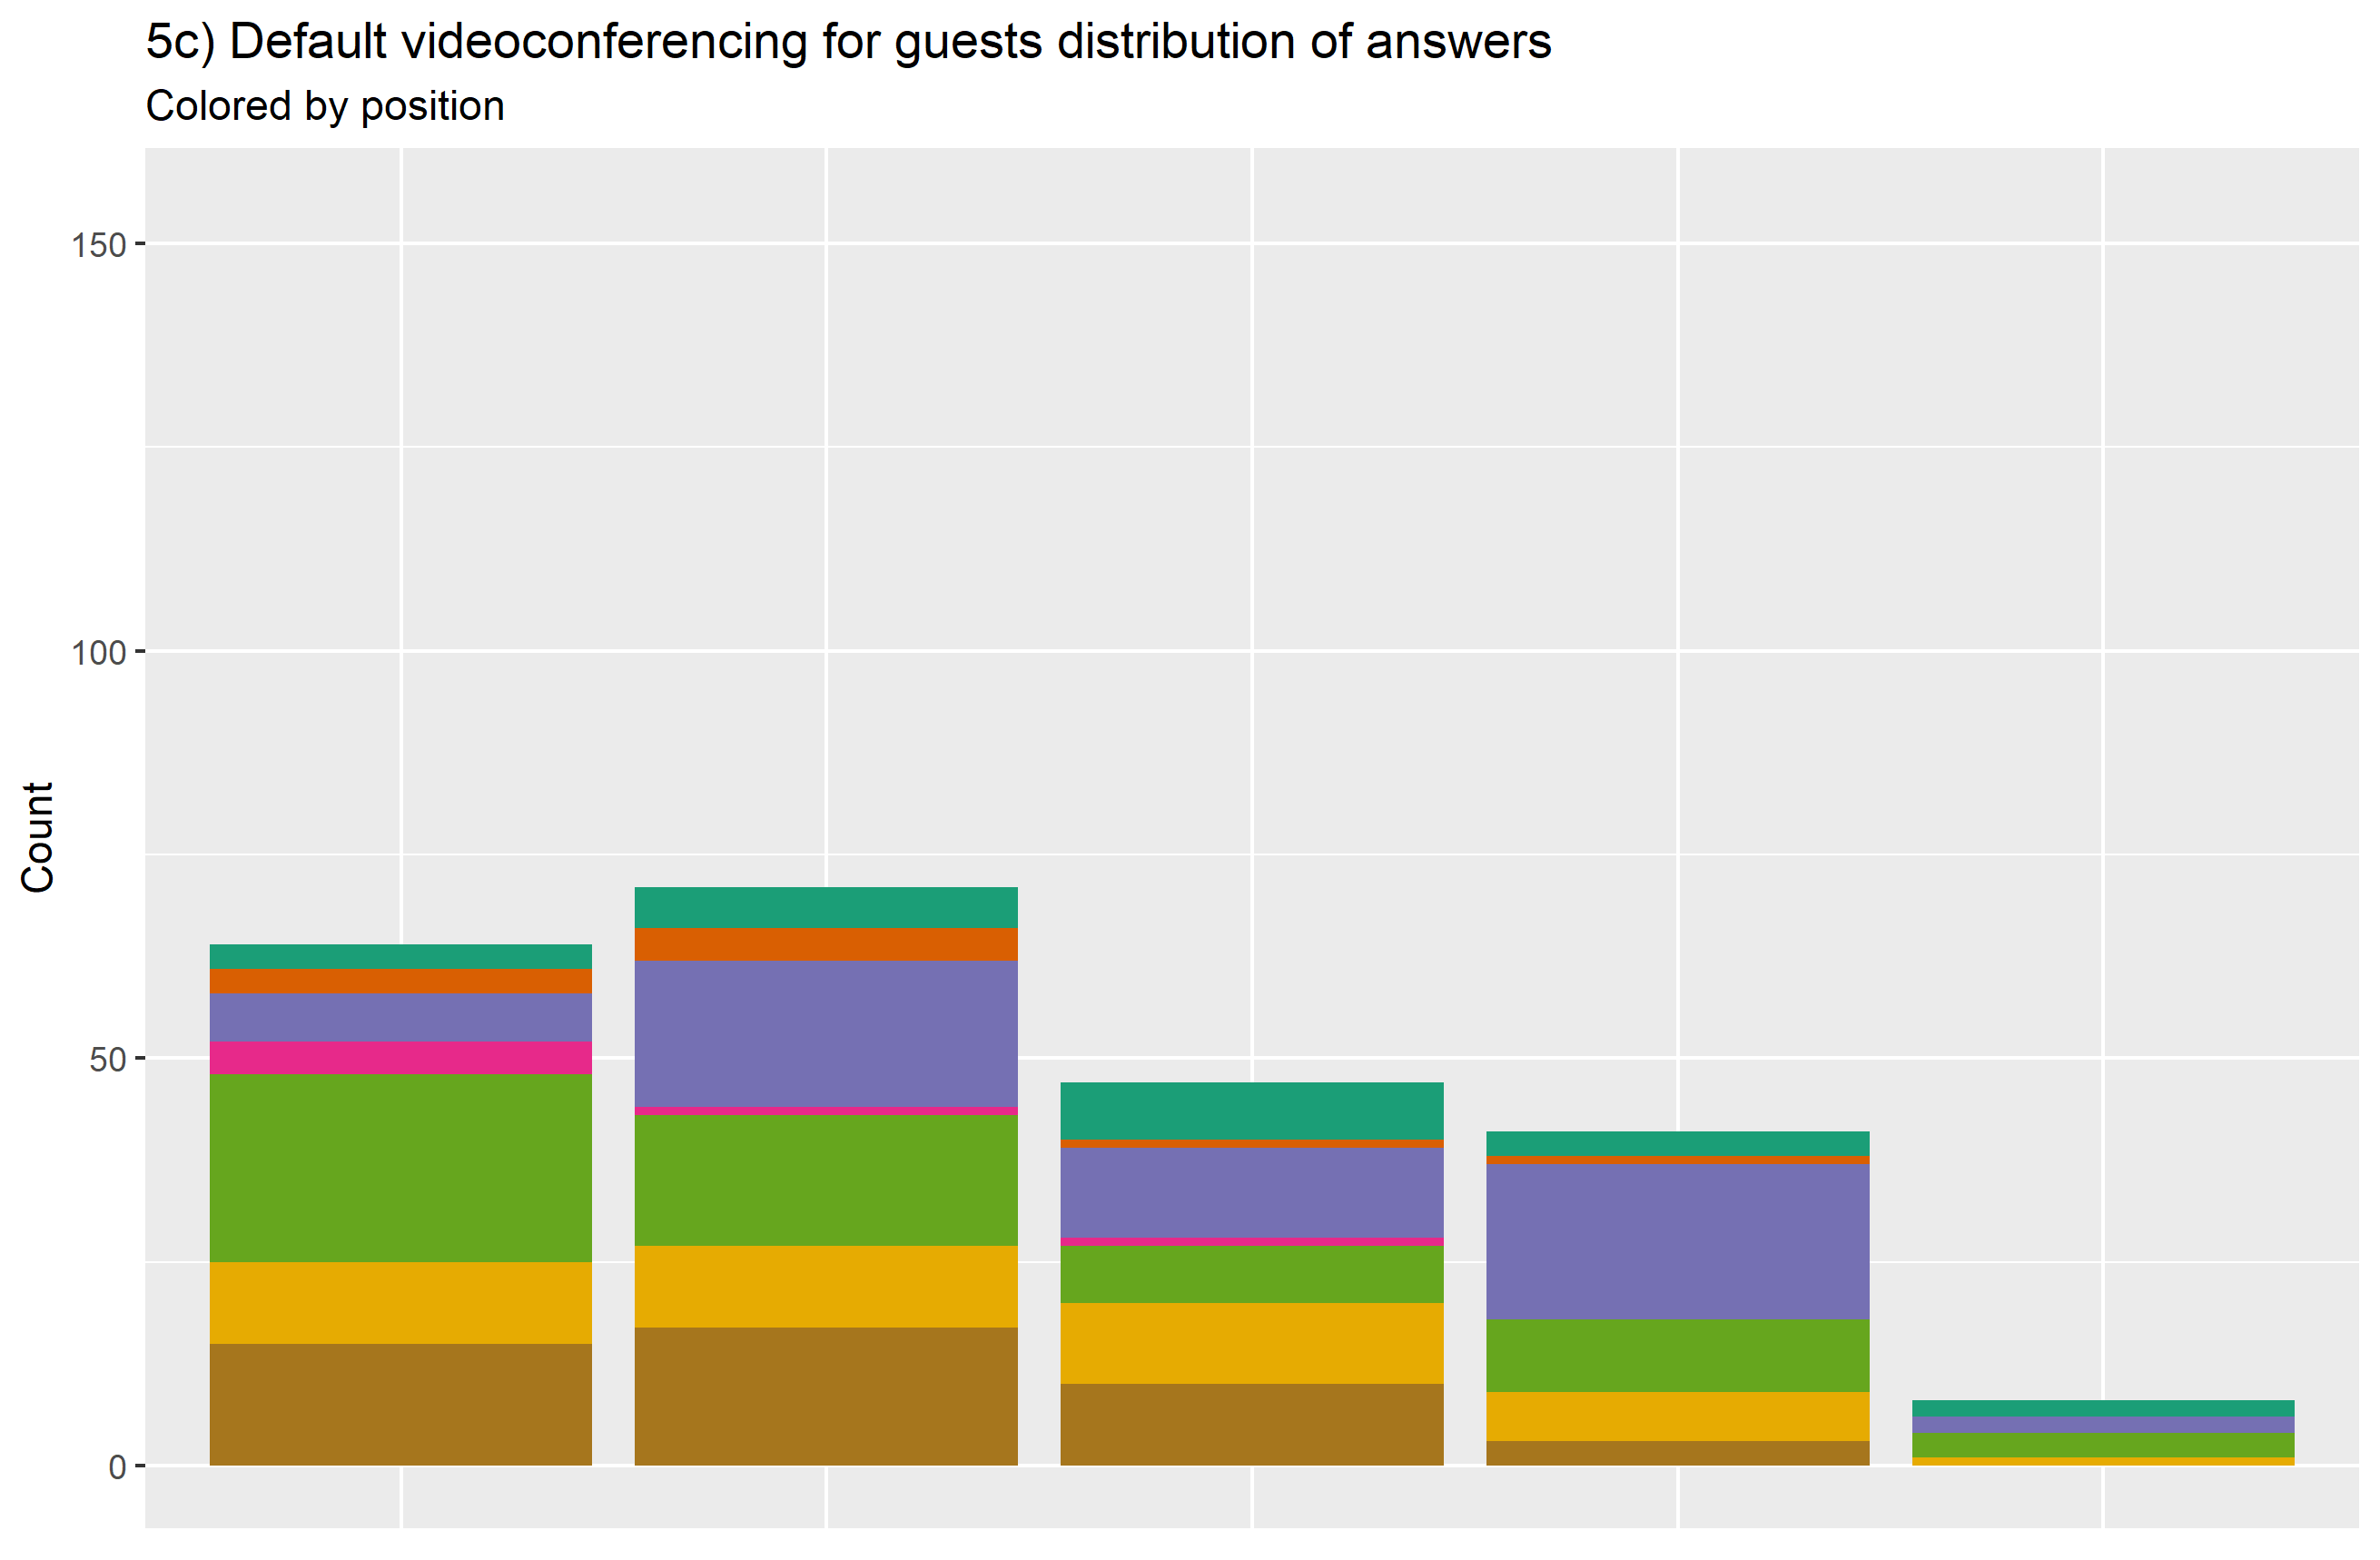 5c) Default videoconferencing for guests distribution of answers
Colored by position
150
100
50
0
Count